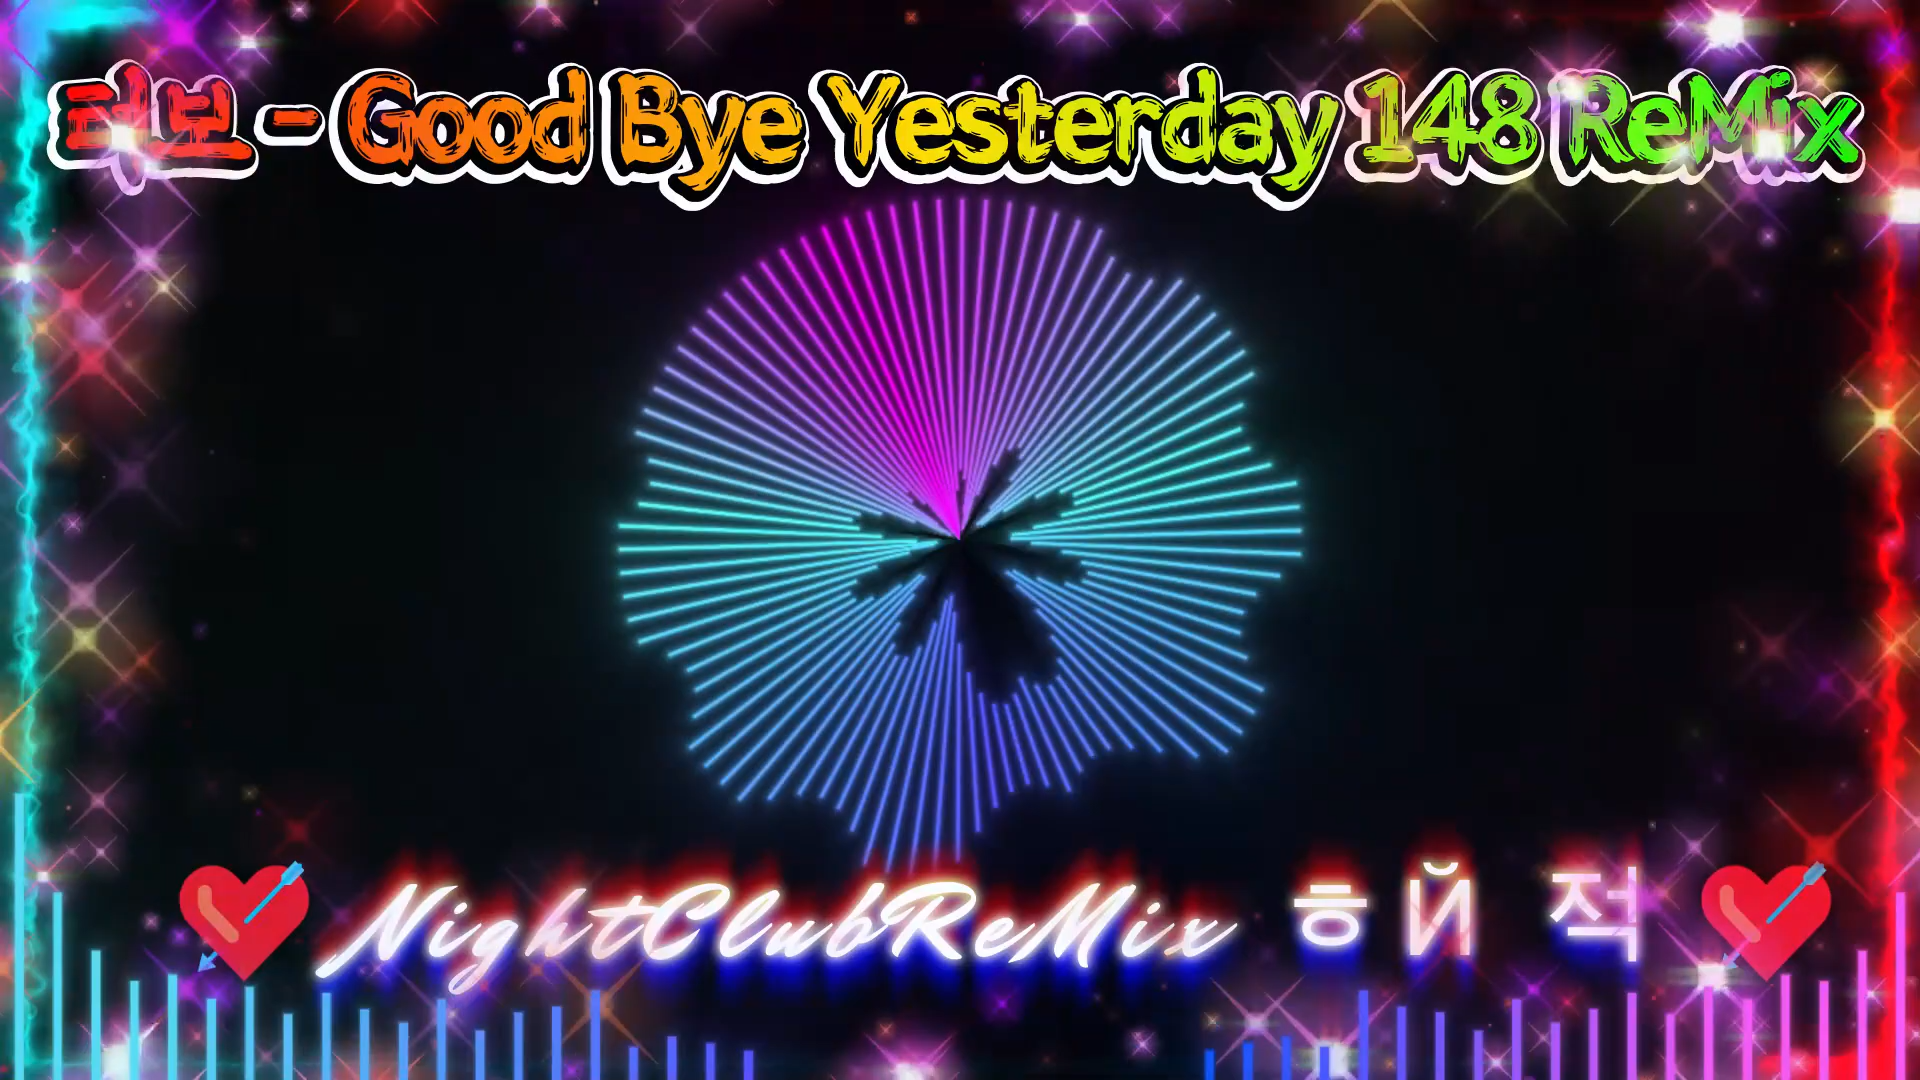 터보 - Good Bye Yesterday 148 ReMix
NightClubReMix ㅎЙ 적